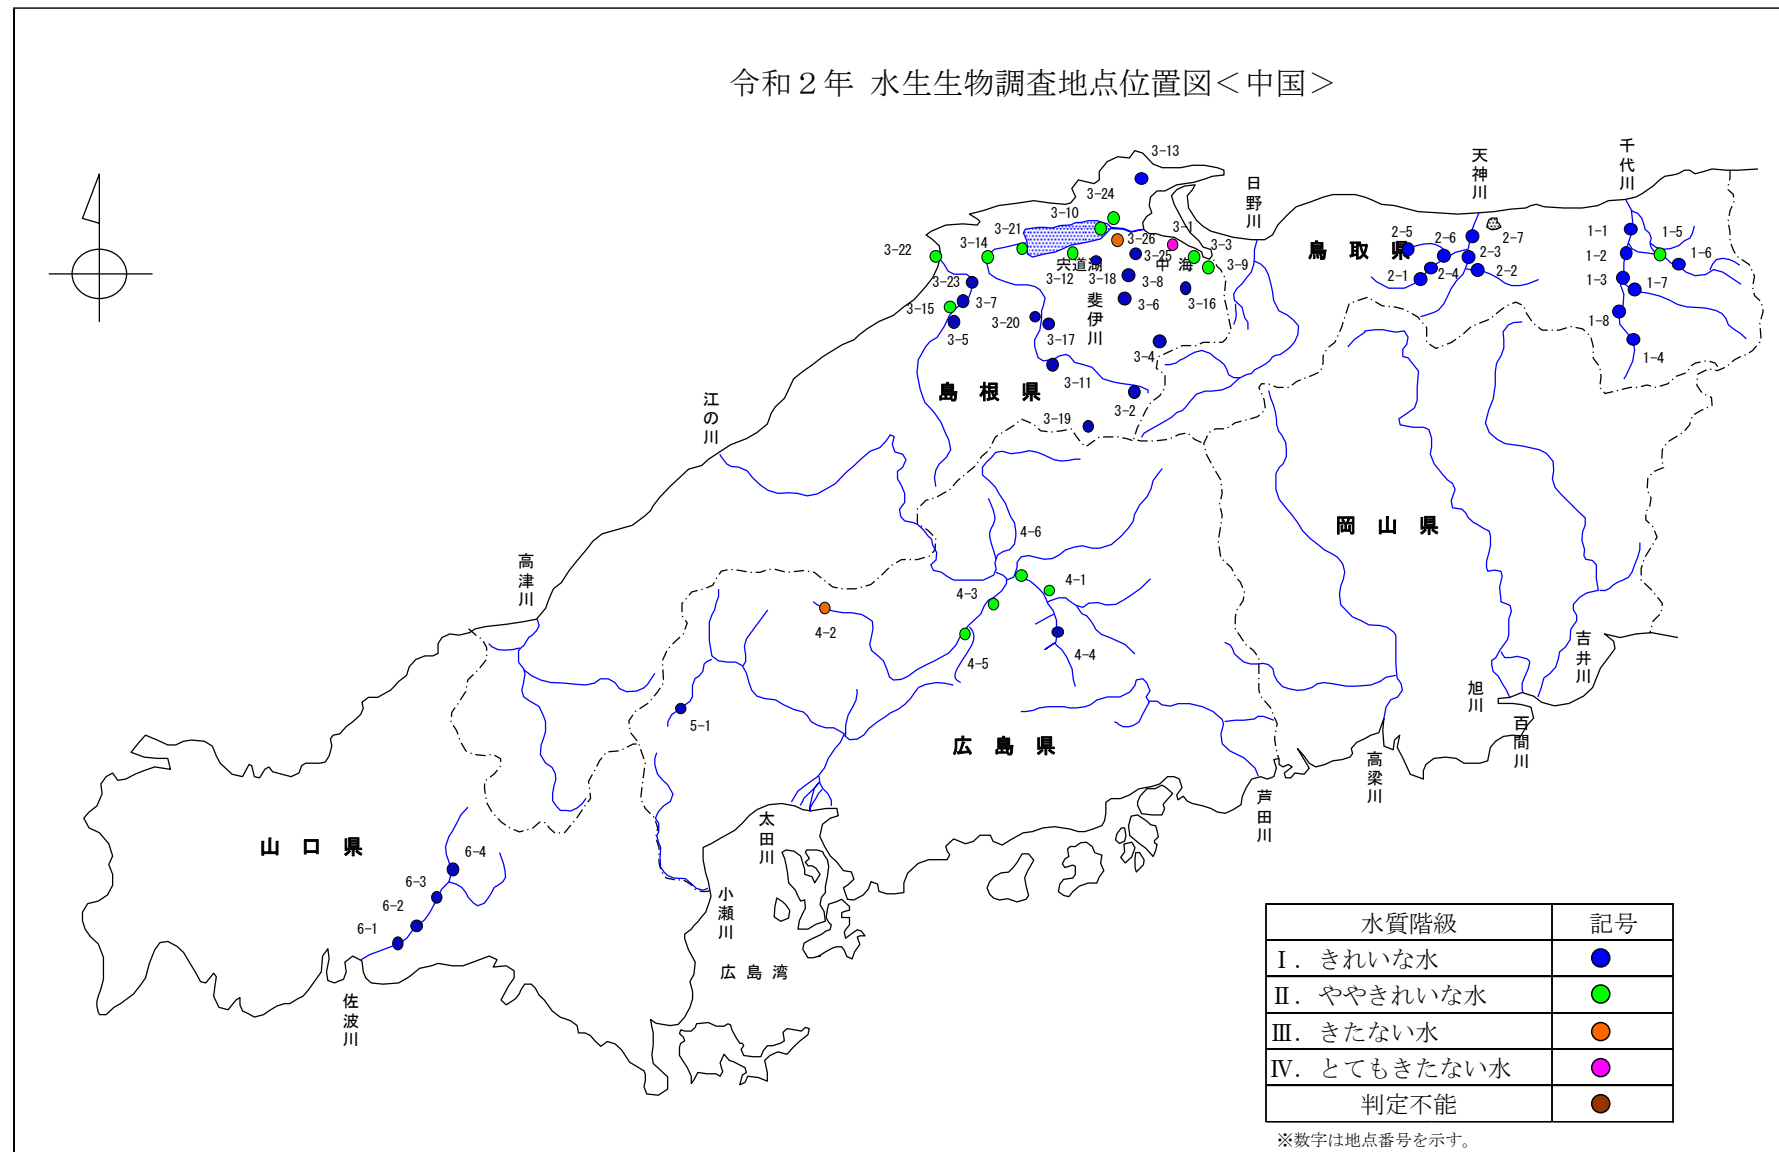 令和２年 水生生物調査地点位置図＜中国＞
3-13
千代川
天神川
日野川
3-24
3-10
3-21
3-1
3-26
3-3
3-22
3-14
3-25
宍道湖
中 海
3-9
3-12
3-18
3-8
3-23
3-7
3-6
3-16
斐伊川
3-15
3-5
3-20
3-17
3-4
3-11
3-2
3-19
鳥 取 県
2-5
2-6
2-7
2-3
2-1
2-4
2-2
1-1
1-5
1-2
1-6
1-3
1-7
1-8
1-4
島 根 県
江の川
高津川
岡 山 県
4-6
4-1
4-3
4-2
4-5
4-4
5-1
広 島 県
吉井川
旭川
百間川
高梁川
芦田川
太田川
小瀬川
広 島 湾
山 口 県
6-4
6-3
6-2
6-1
佐波川
水質階級 記号
Ⅰ．きれいな水
Ⅱ．ややきれいな水
Ⅲ．きたない水
Ⅳ．とてもきたない水
判定不能
※数字は地点番号を示す。